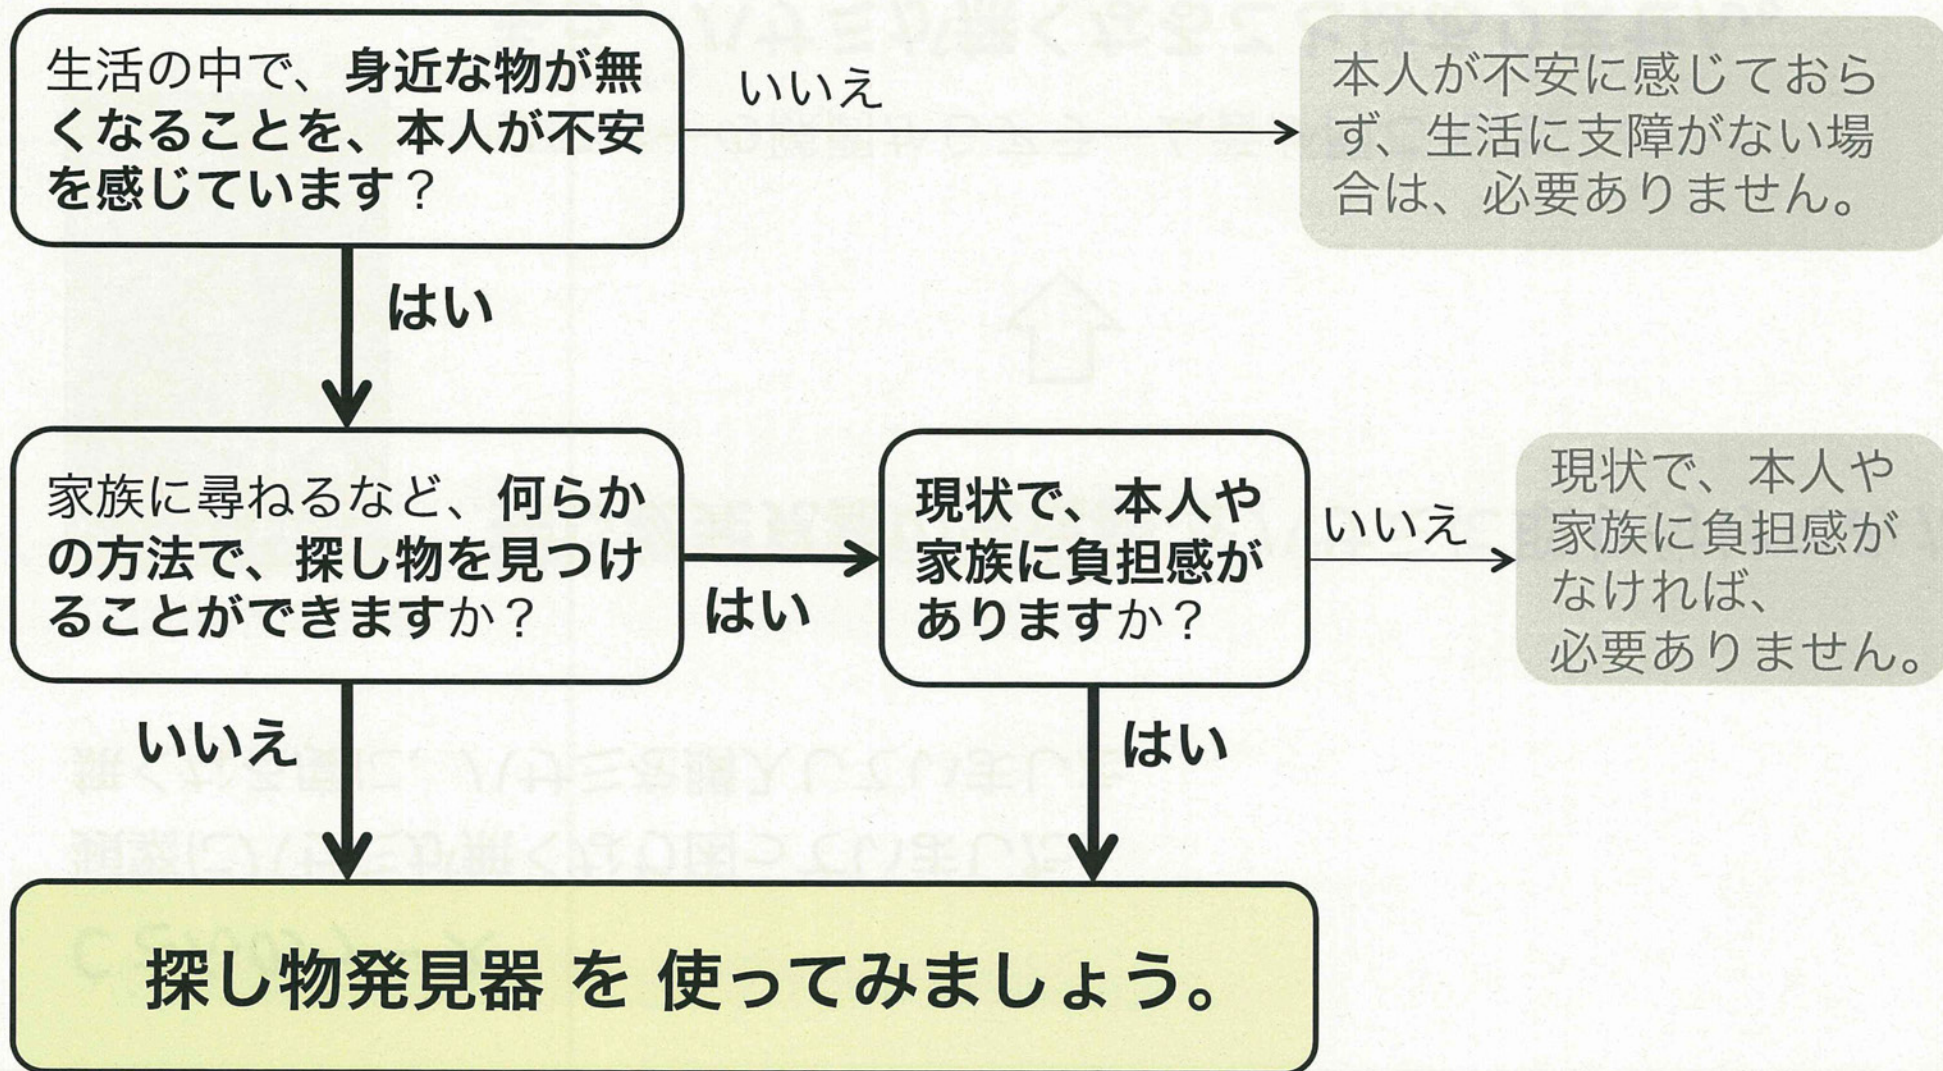 生活の中で、身近な物が無
くなることを、本人が不安
を感じています？
いいえ
本人が不安に感じておら
ず、生活に支障がない場
合は、必要ありません。
はい
家族に尋ねるなど、何らか
の方法で、探し物を見つけ
ることができますか？
はい
現状で、本人や
家族に負担感が
ありますか？
いいえ
現状で、本人や
家族に負担感が
なければ、
必要ありません。
いいえ
はい
探し物発見器 を 使ってみましょう。